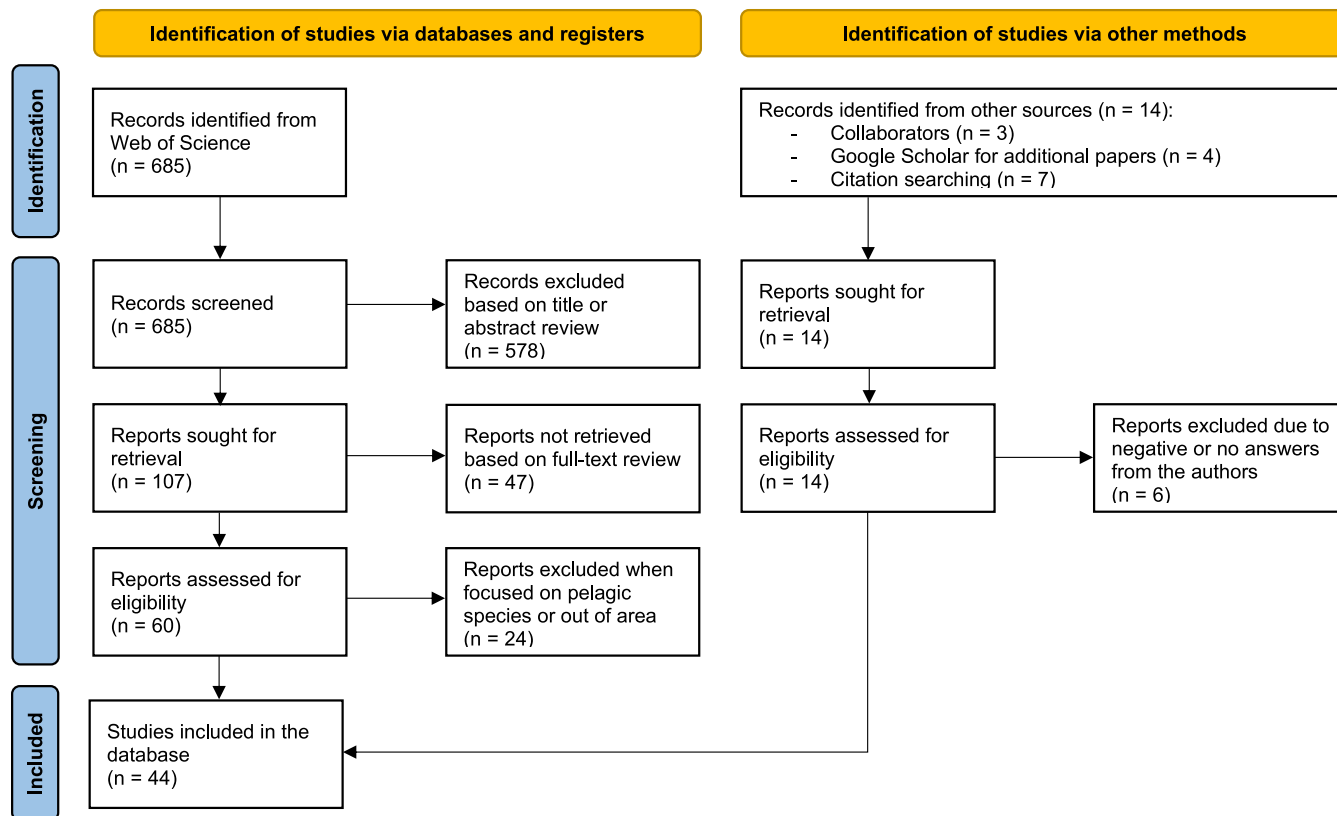 Identification of studies via databases and registers
Identification of studies via other methods
Identification
Records identified from
Web of Science
(n = 685)
Records identified from other sources (n = 14):
- Collaborators (n = 3)
- Google Scholar for additional papers (n = 4)
- Citation searching (n = 7)
Screening
Records screened
(n = 685)
Records excluded
based on title or
abstract review
(n = 578)
Reports sought for
retrieval
(n = 14)
Reports sought for
retrieval
(n = 107)
Reports not retrieved
based on full-text review
(n = 47)
Reports assessed for
eligibility
(n = 14)
Reports excluded due to
negative or no answers
from the authors
(n = 6)
Reports assessed for
eligibility
(n = 60)
Reports excluded when
focused on pelagic
species or out of area
(n = 24)
Included
Studies included in the
database
(n = 44)